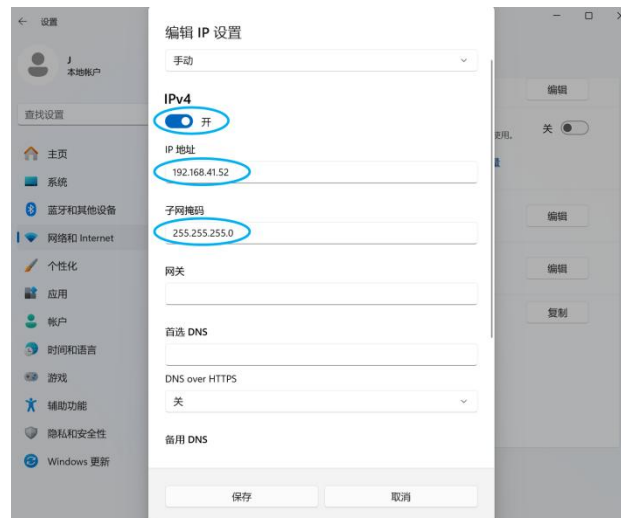 设置
J
本地帐户
查找设置
主页
系统
蓝牙和其他设备
网络和 Internet
个性化
应用
帐户
时间和语言
游戏
辅助功能
隐私和安全性
Windows 更新
编辑 IP 设置
手动
IPv4
开
IP 地址
192.168.41.52
子网掩码
255.255.255.0
网关
首选 DNS
DNS over HTTPS
关
备用 DNS
保存
取消
编辑
使用。
关
编辑
编辑
复制